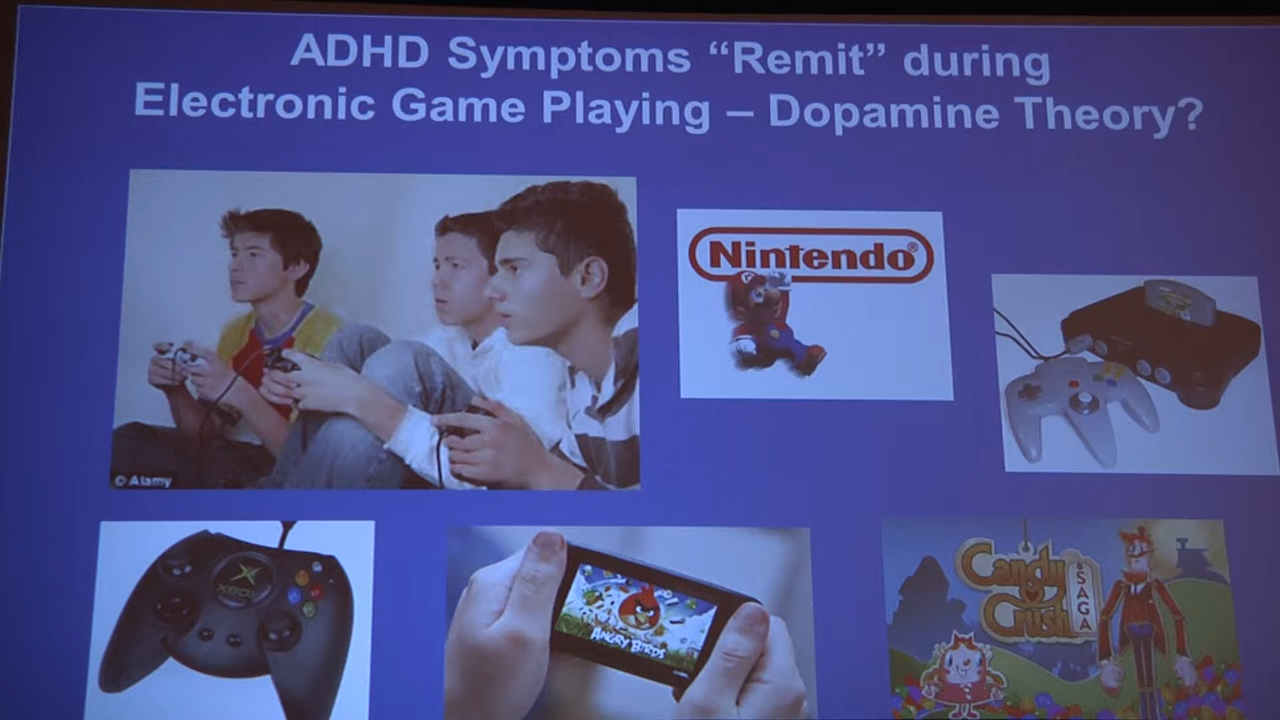 ADHD Symptoms “Remit” during
Electronic Game Playing – Dopamine Theory?
Nintendo®
© Alamy
XBOX
ANGRY BIRDS
Candy
Crush
SAGA